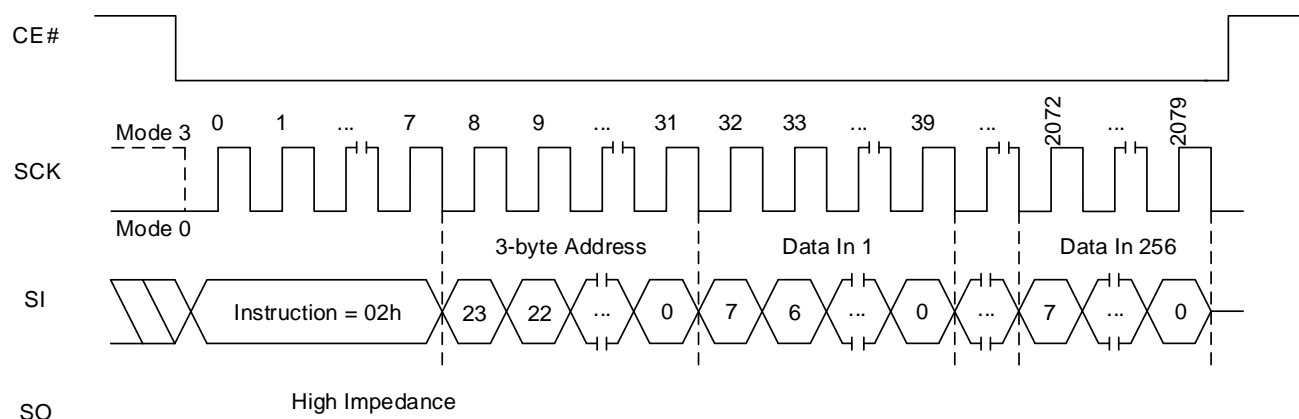 CE#
Mode 3
0 1 ... 7 8 9 ... 31 32 33 ... 39 ... 2072 ... 2079
SCK
Mode 0
3-byte Address Data In 1 Data In 256
SI
Instruction = 02h 23 22 ... 0 7 6 ... 0 ... 7 ... 0
High Impedance
SO